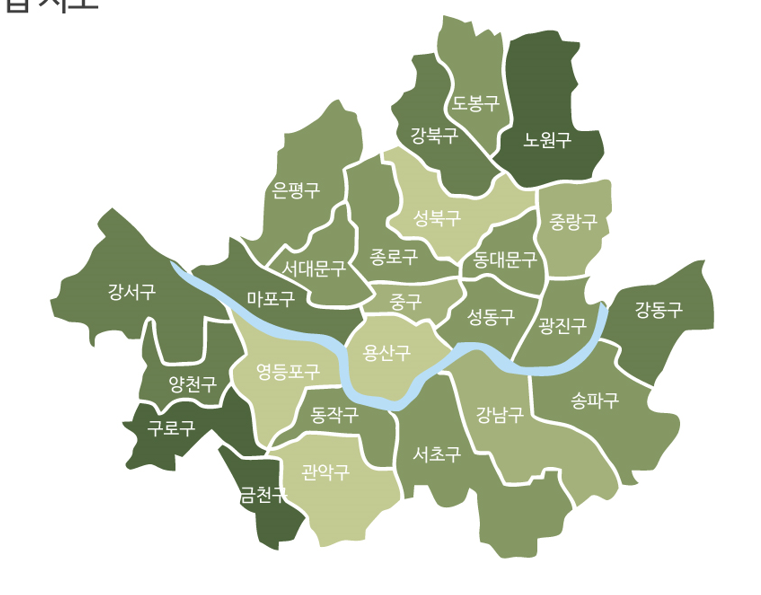 도봉구
강북구
노원구
은평구
성북구
중랑구
종로구
동대문구
서대문구
강서구
마포구
중구
성동구
광진구
강동구
용산구
영등포구
양천구
송파구
동작구
강남구
구로구
서초구
관악구
금천구